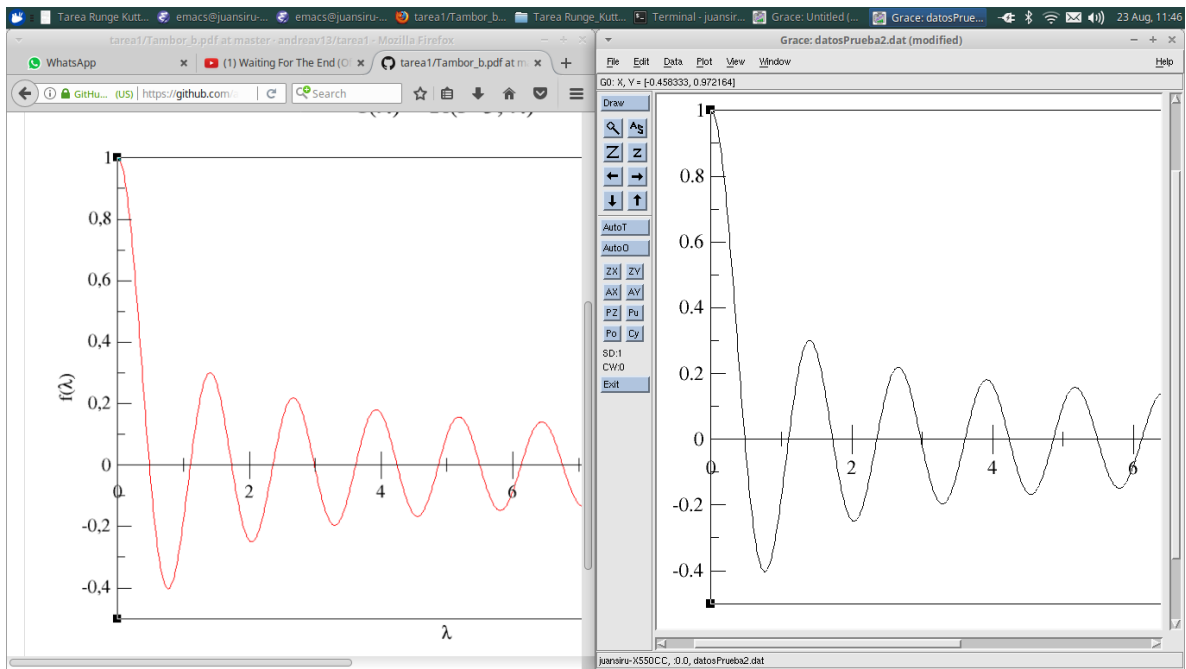 Tarea Runge Kutt... emacs@juansiru-... emacs@juansiru-... tarea1/Tambor_b... Tarea Runge_Kutt... Terminal - juansir... Grace: Untitled (... Grace: datosPrue... 23 Aug, 11:46
tarea1/Tambor_b.pdf at master · andreav13/tarea1 - Mozilla Firefox
WhatsApp (1) Waiting For The End (O tarea1/Tambor_b.pdf at m
GitHu... (US) https://github.com/ Search
1
0,8
0,6
0,4
0,2
0
-0,2
-0,4
f(λ)
0 2 4 6
λ
Grace: datosPrueba2.dat (modified)
File Edit Data Plot View Window Help
G0: X, Y = [-0.458333, 0.972164]
Draw
A S
Z z
AutoT
AutoO
ZX ZY
AX AY
PZ Pu
Po Cy
SD:1
CW:0
Exit
1
0.8
0.6
0.4
0.2
0
-0.2
-0.4
0 2 4 6
juansiru-X550CC, :0.0, datosPrueba2.dat